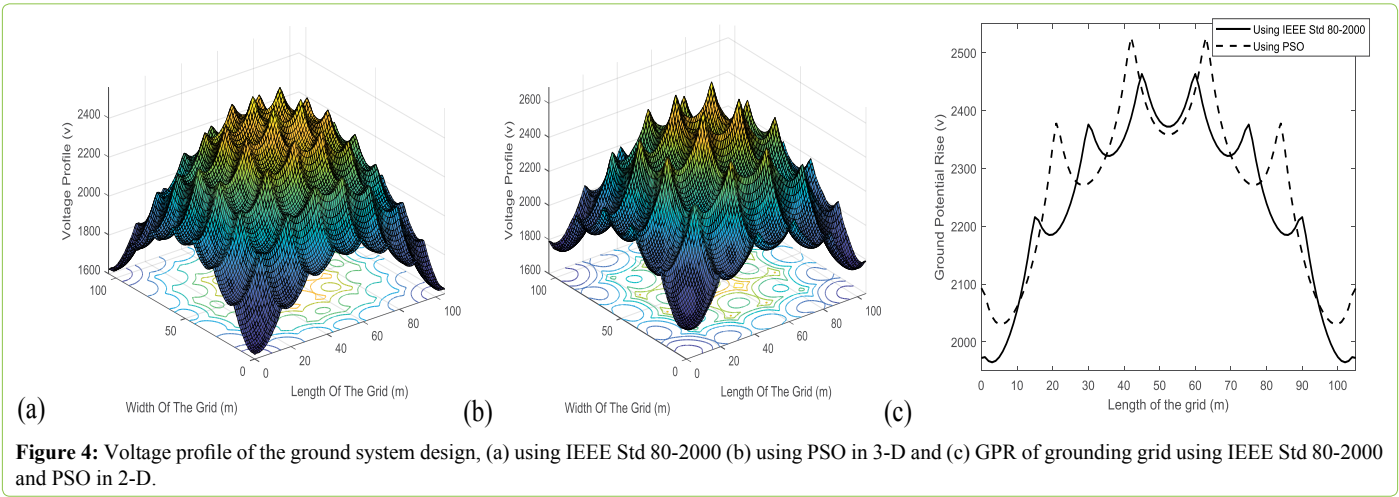 2400
2200
2000
1800
1600
Voltage Profile (v)
100
50
0
0
20
40
60
80
100
Width Of The Grid (m)
Length Of The Grid (m)
(a)
2600
2400
2200
2000
1800
1600
Voltage Profile (v)
100
50
0
0
20
40
60
80
100
Width Of The Grid (m)
Length Of The Grid (m)
(b)
Using IEEE Std 80-2000
Using PSO
2500
2400
2300
2200
2100
2000
Ground Potential Rise (v)
0 10 20 30 40 50 60 70 80 90 100
Length of the grid (m)
(c)
Figure 4: Voltage profile of the ground system design, (a) using IEEE Std 80-2000 (b) using PSO in 3-D and (c) GPR of grounding grid using IEEE Std 80-2000
and PSO in 2-D.